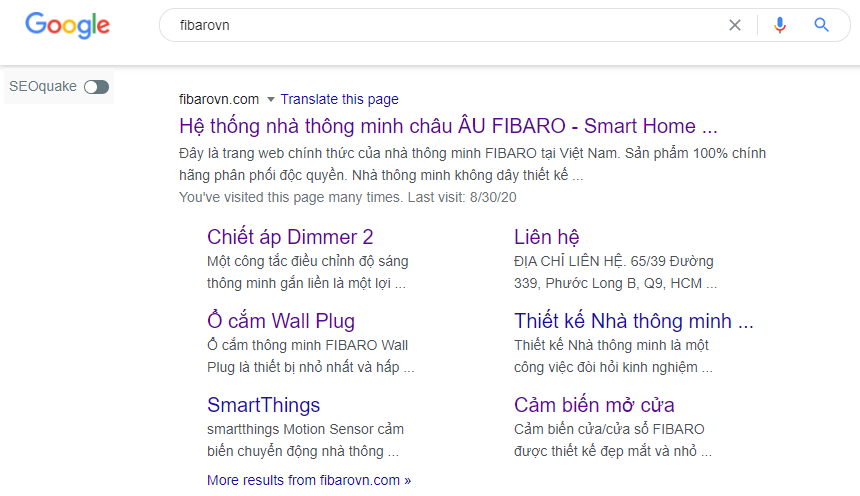 Google
fibarovn
SEOquake
fibarovn.com Translate this page
Hệ thống nhà thông minh châu ÂU FIBARO - Smart Home ...
Đây là trang web chính thức của nhà thông minh FIBARO tại Việt Nam. Sản phẩm 100% chính
hãng phân phối độc quyền. Nhà thông minh không dây thiết kế ...
You've visited this page many times. Last visit: 8/30/20
Chiết áp Dimmer 2
Một công tắc điều chỉnh độ sáng
thông minh gắn liền là một lợi ...
Liên hệ
ĐỊA CHỈ LIÊN HỆ. 65/39 Đường
339, Phước Long B, Q9, HCM ...
Ổ cắm Wall Plug
Ổ cắm thông minh FIBARO Wall
Plug là thiết bị nhỏ nhất và hấp ...
Thiết kế Nhà thông minh ...
Thiết kế Nhà thông minh là một
công việc đòi hỏi kinh nghiệm ...
SmartThings
smartthings Motion Sensor cảm
biến chuyển động nhà thông ...
Cảm biến mở cửa
Cảm biến cửa/cửa sổ FIBARO
được thiết kế đẹp mắt và nhỏ ...
More results from fibarovn.com »